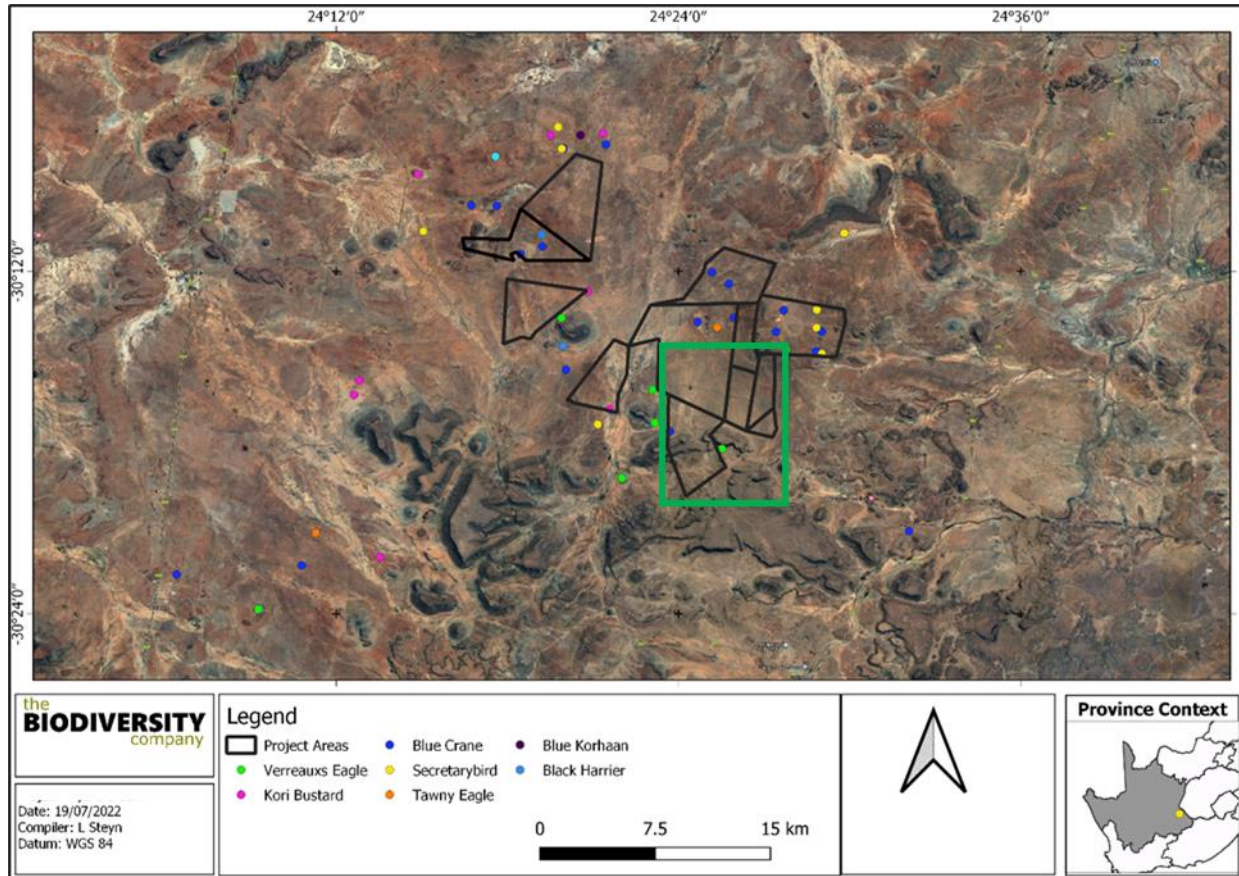 24°12'0" 24°24'0" 24°36'0"
-30°12'0"
-30°24'0"
the
BIODIVERSITY
company
Date: 19/07/2022
Compiler: L Steyn
Datum: WGS 84
Legend
Project Areas
Verreauxs Eagle
Kori Bustard
Blue Crane
Secretarybird
Tawny Eagle
Blue Korhaan
Black Harrier
0 7.5 15 km
Province Context